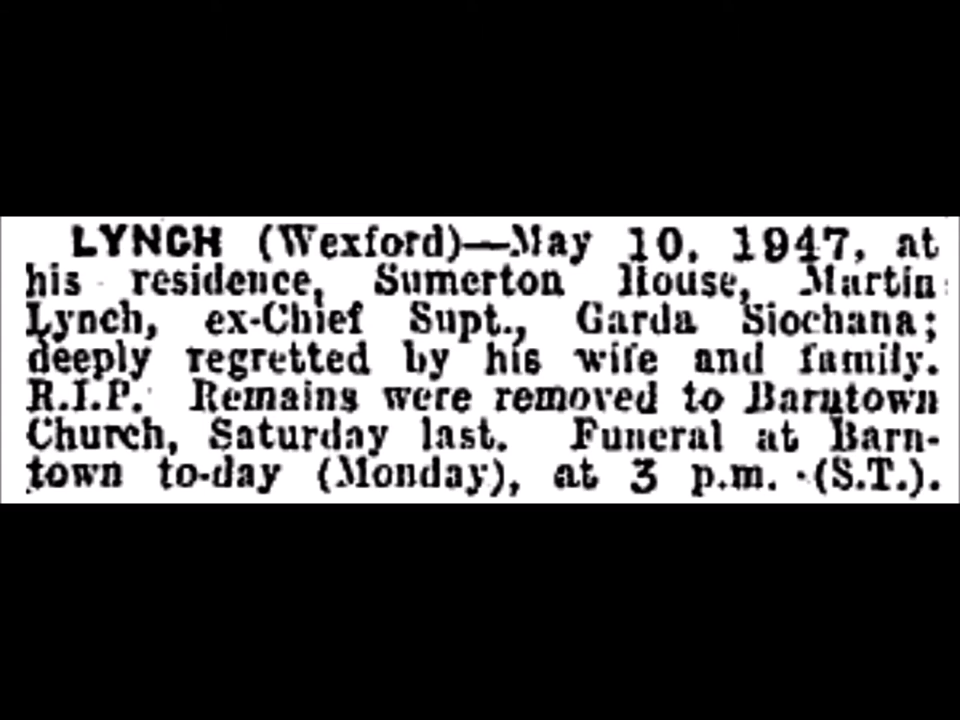 LYNCH (Wexford)—May 10, 1947, at
his residence, Sumerton House, Martin
Lynch, ex-Chief Supt., Garda Siochana;
deeply regretted by his wife and family.
R.I.P. Remains were removed to Barntown
Church, Saturday last. Funeral at Barn-
town to-day (Monday), at 3 p.m. (S.T.).